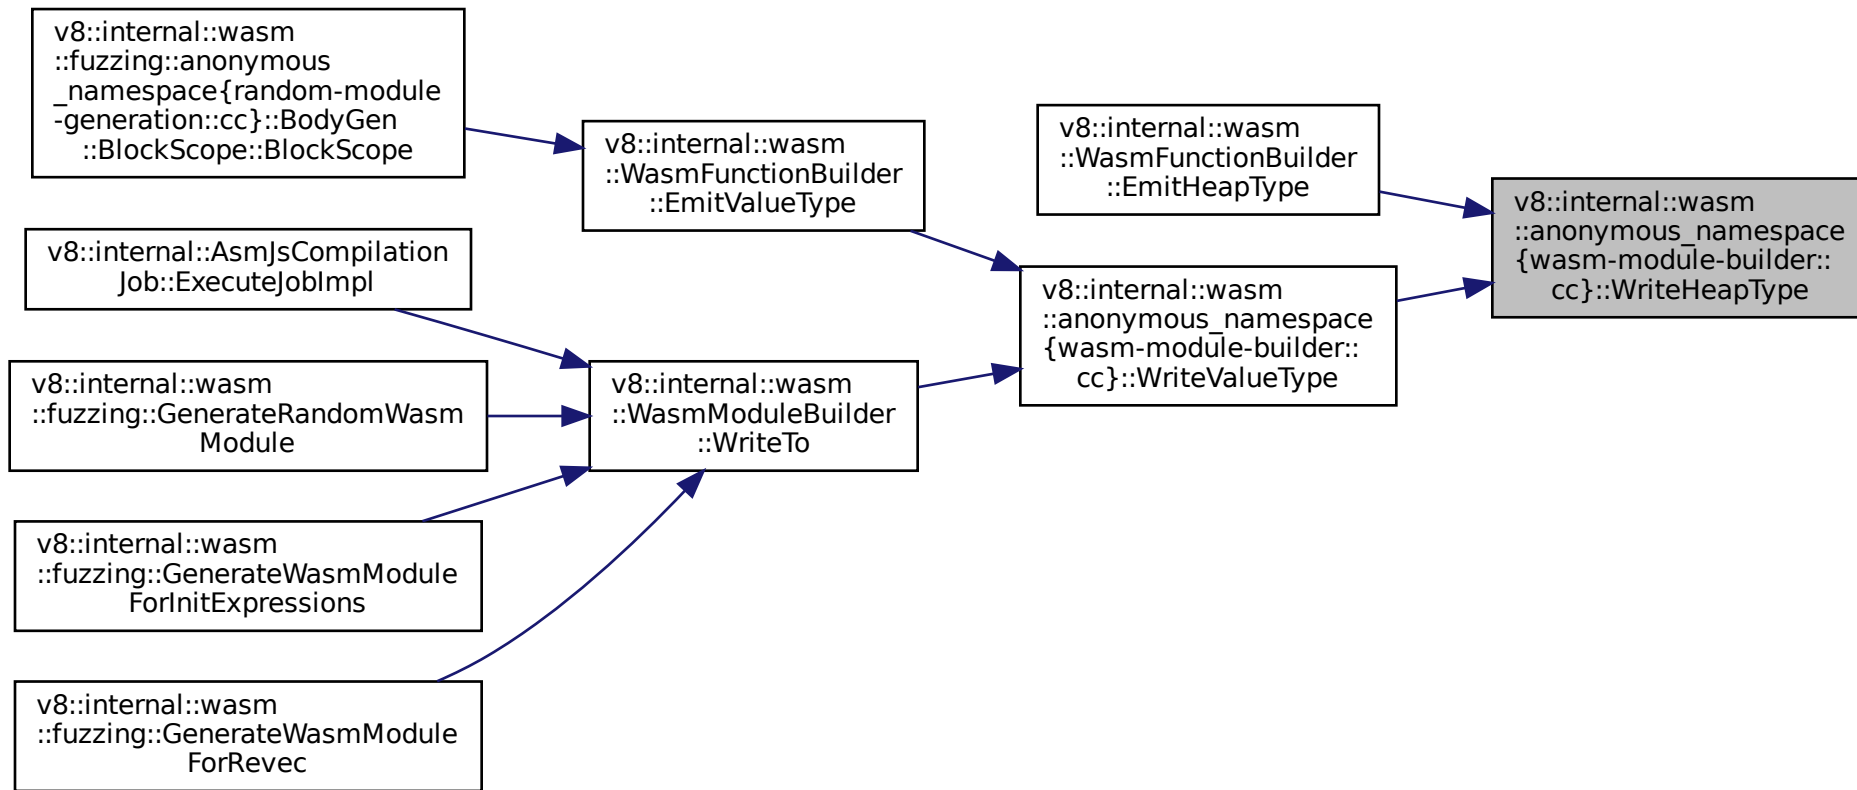 v8::internal::wasm
::fuzzing::anonymous
_namespace{random-module
-generation::cc}::BodyGen
::BlockScope::BlockScope
v8::internal::wasm
::WasmFunctionBuilder
::EmitValueType
v8::internal::wasm
::WasmFunctionBuilder
::EmitHeapType
v8::internal::wasm
::anonymous_namespace
{wasm-module-builder::
cc}::WriteHeapType
v8::internal::AsmJsCompilation
Job::ExecuteJobImpl
v8::internal::wasm
::anonymous_namespace
{wasm-module-builder::
cc}::WriteValueType
v8::internal::wasm
::fuzzing::GenerateRandomWasm
Module
v8::internal::wasm
::WasmModuleBuilder
::WriteTo
v8::internal::wasm
::fuzzing::GenerateWasmModule
ForInitExpressions
v8::internal::wasm
::fuzzing::GenerateWasmModule
ForRevec